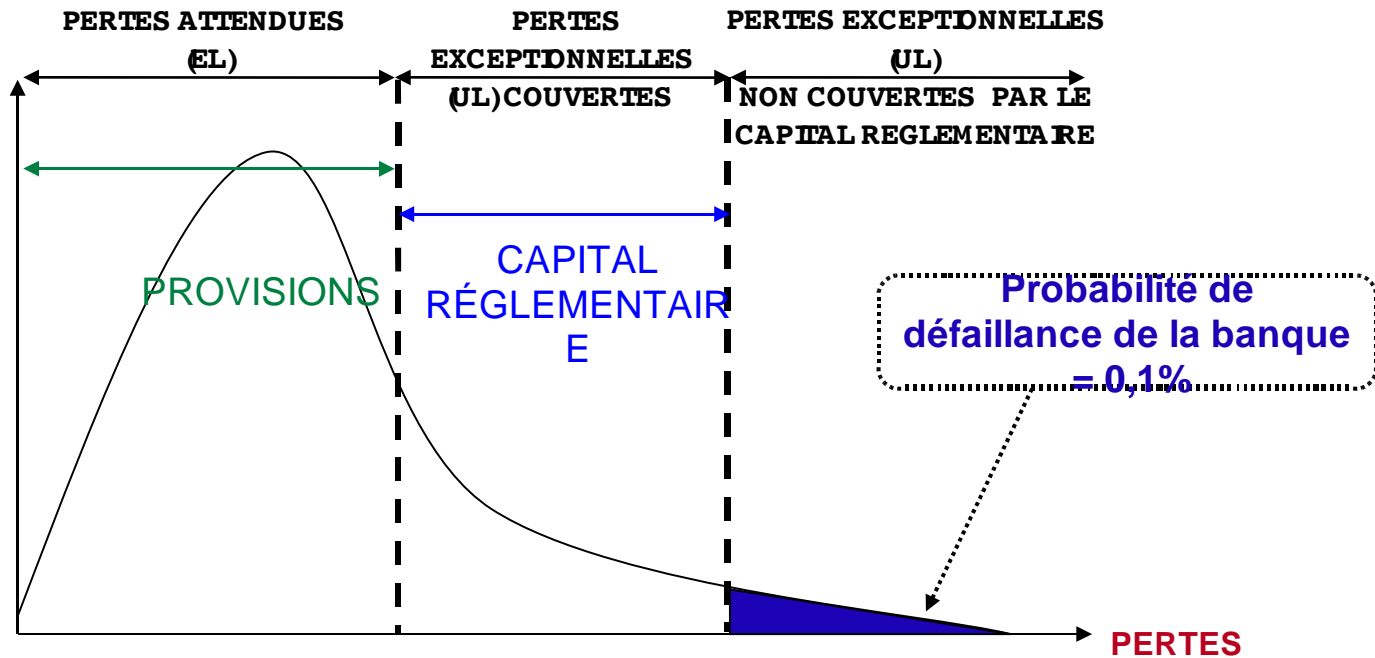 PERTES ATTENDUES
(EL)
PERTES
EXCEPTIONNELLES
(UL) COUVERTES
PERTES EXCEPTIONNELLES
(UL)
NON COUVERTES PAR LE
CAPITAL REGLEMENTAIRE
PROVISIONS
CAPITAL
RÉGLEMENTAIR
E
Probabilité de
défaillance de la banque
= 0,1%
PERTES